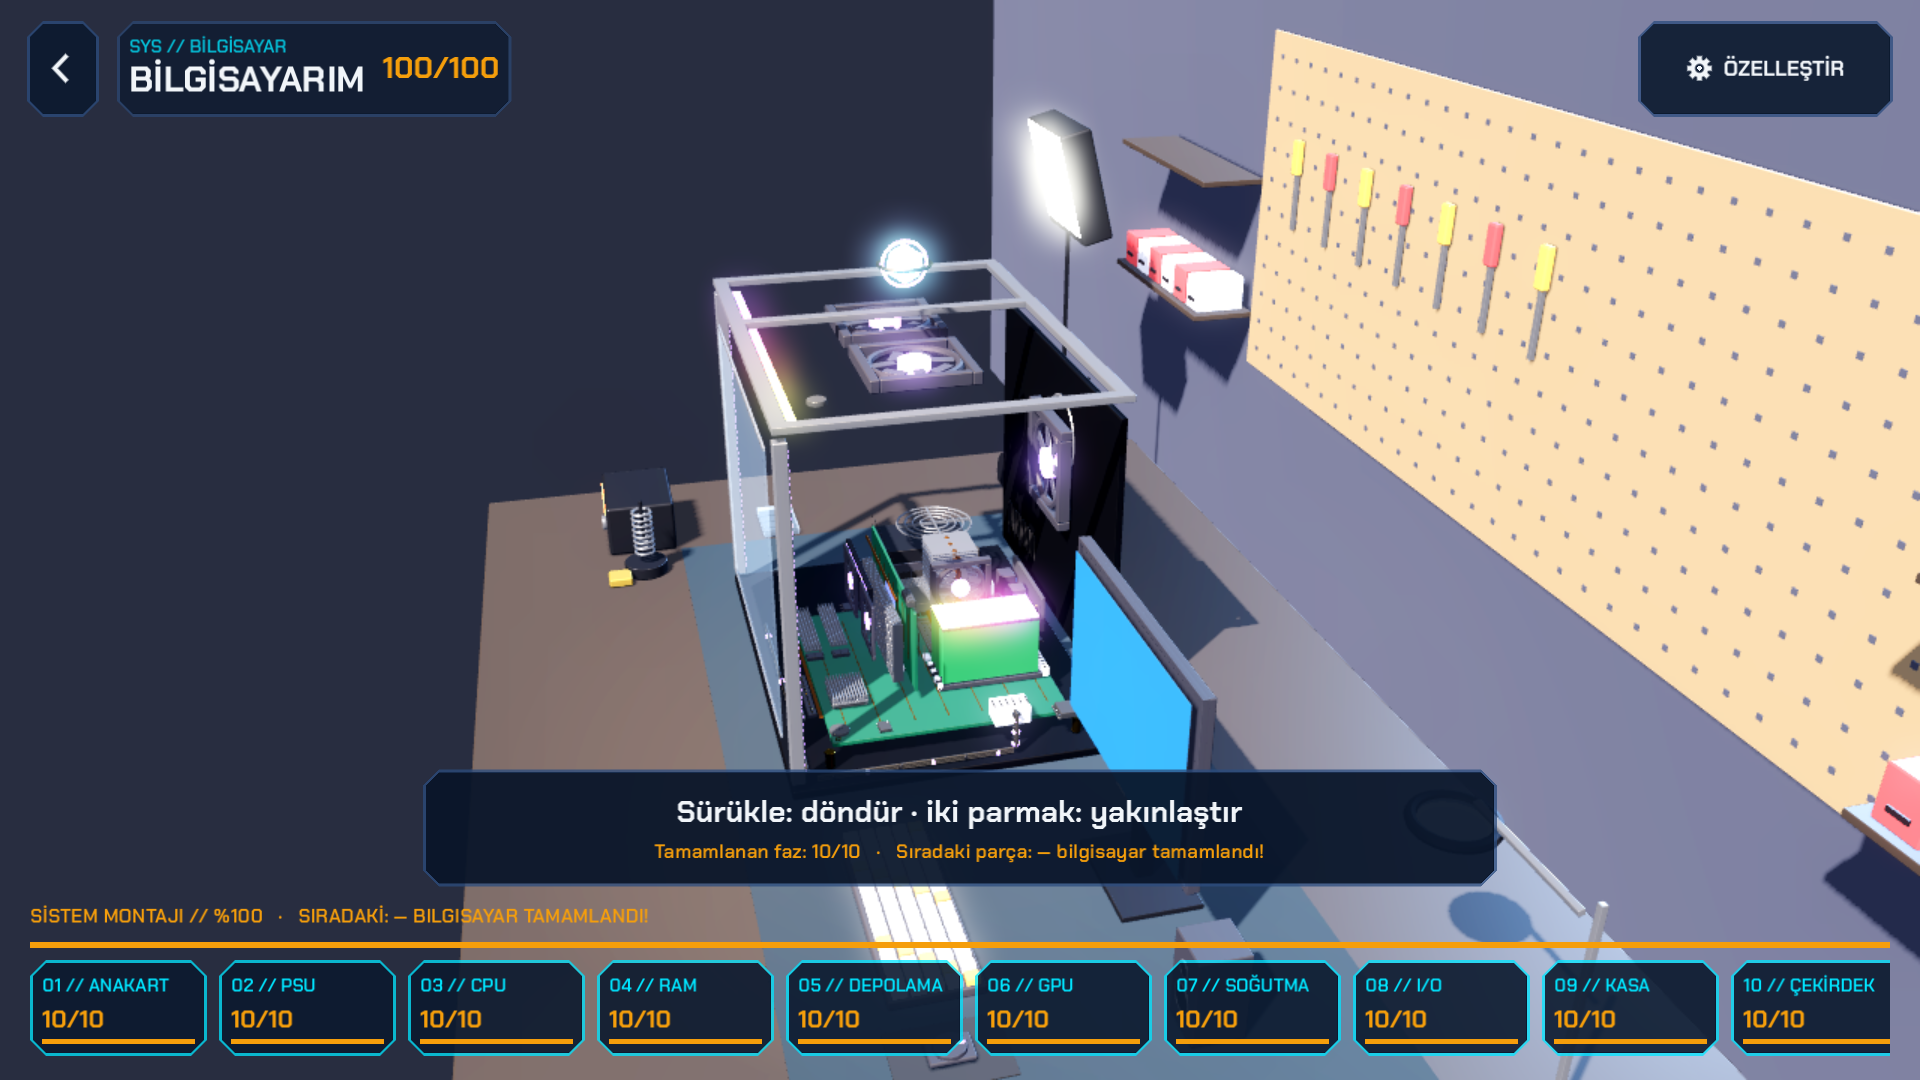 SYS // BİLGİSAYAR
BİLGİSAYARIM 100/100
ÖZELLEŞTİR
Sürükle: döndür · iki parmak: yakınlaştır
Tamamlanan faz: 10/10 · Sıradaki parça: — bilgisayar tamamlandı!
SİSTEM MONTAJI // %100 · SIRADAKİ: — BILGISAYAR TAMAMLANDI!
01 // ANAKART
10/10
02 // PSU
10/10
03 // CPU
10/10
04 // RAM
10/10
05 // DEPOLAMA
10/10
06 // GPU
10/10
07 // SOĞUTMA
10/10
08 // I/O
10/10
09 // KASA
10/10
10 // ÇEKİRDEK
10/10